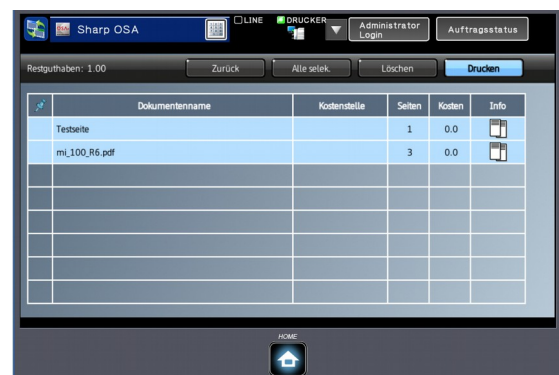 Sharp OSA
LINE
DRUCKER
Administrator
Login
Auftragsstatus
Restguthaben: 1.00
Zurück
Alle selek.
Löschen
Drucken
Dokumentenname
Kostenstelle
Seiten
Kosten
Info
Testseite
1
0.0
mi_100_R6.pdf
3
0.0
HOME